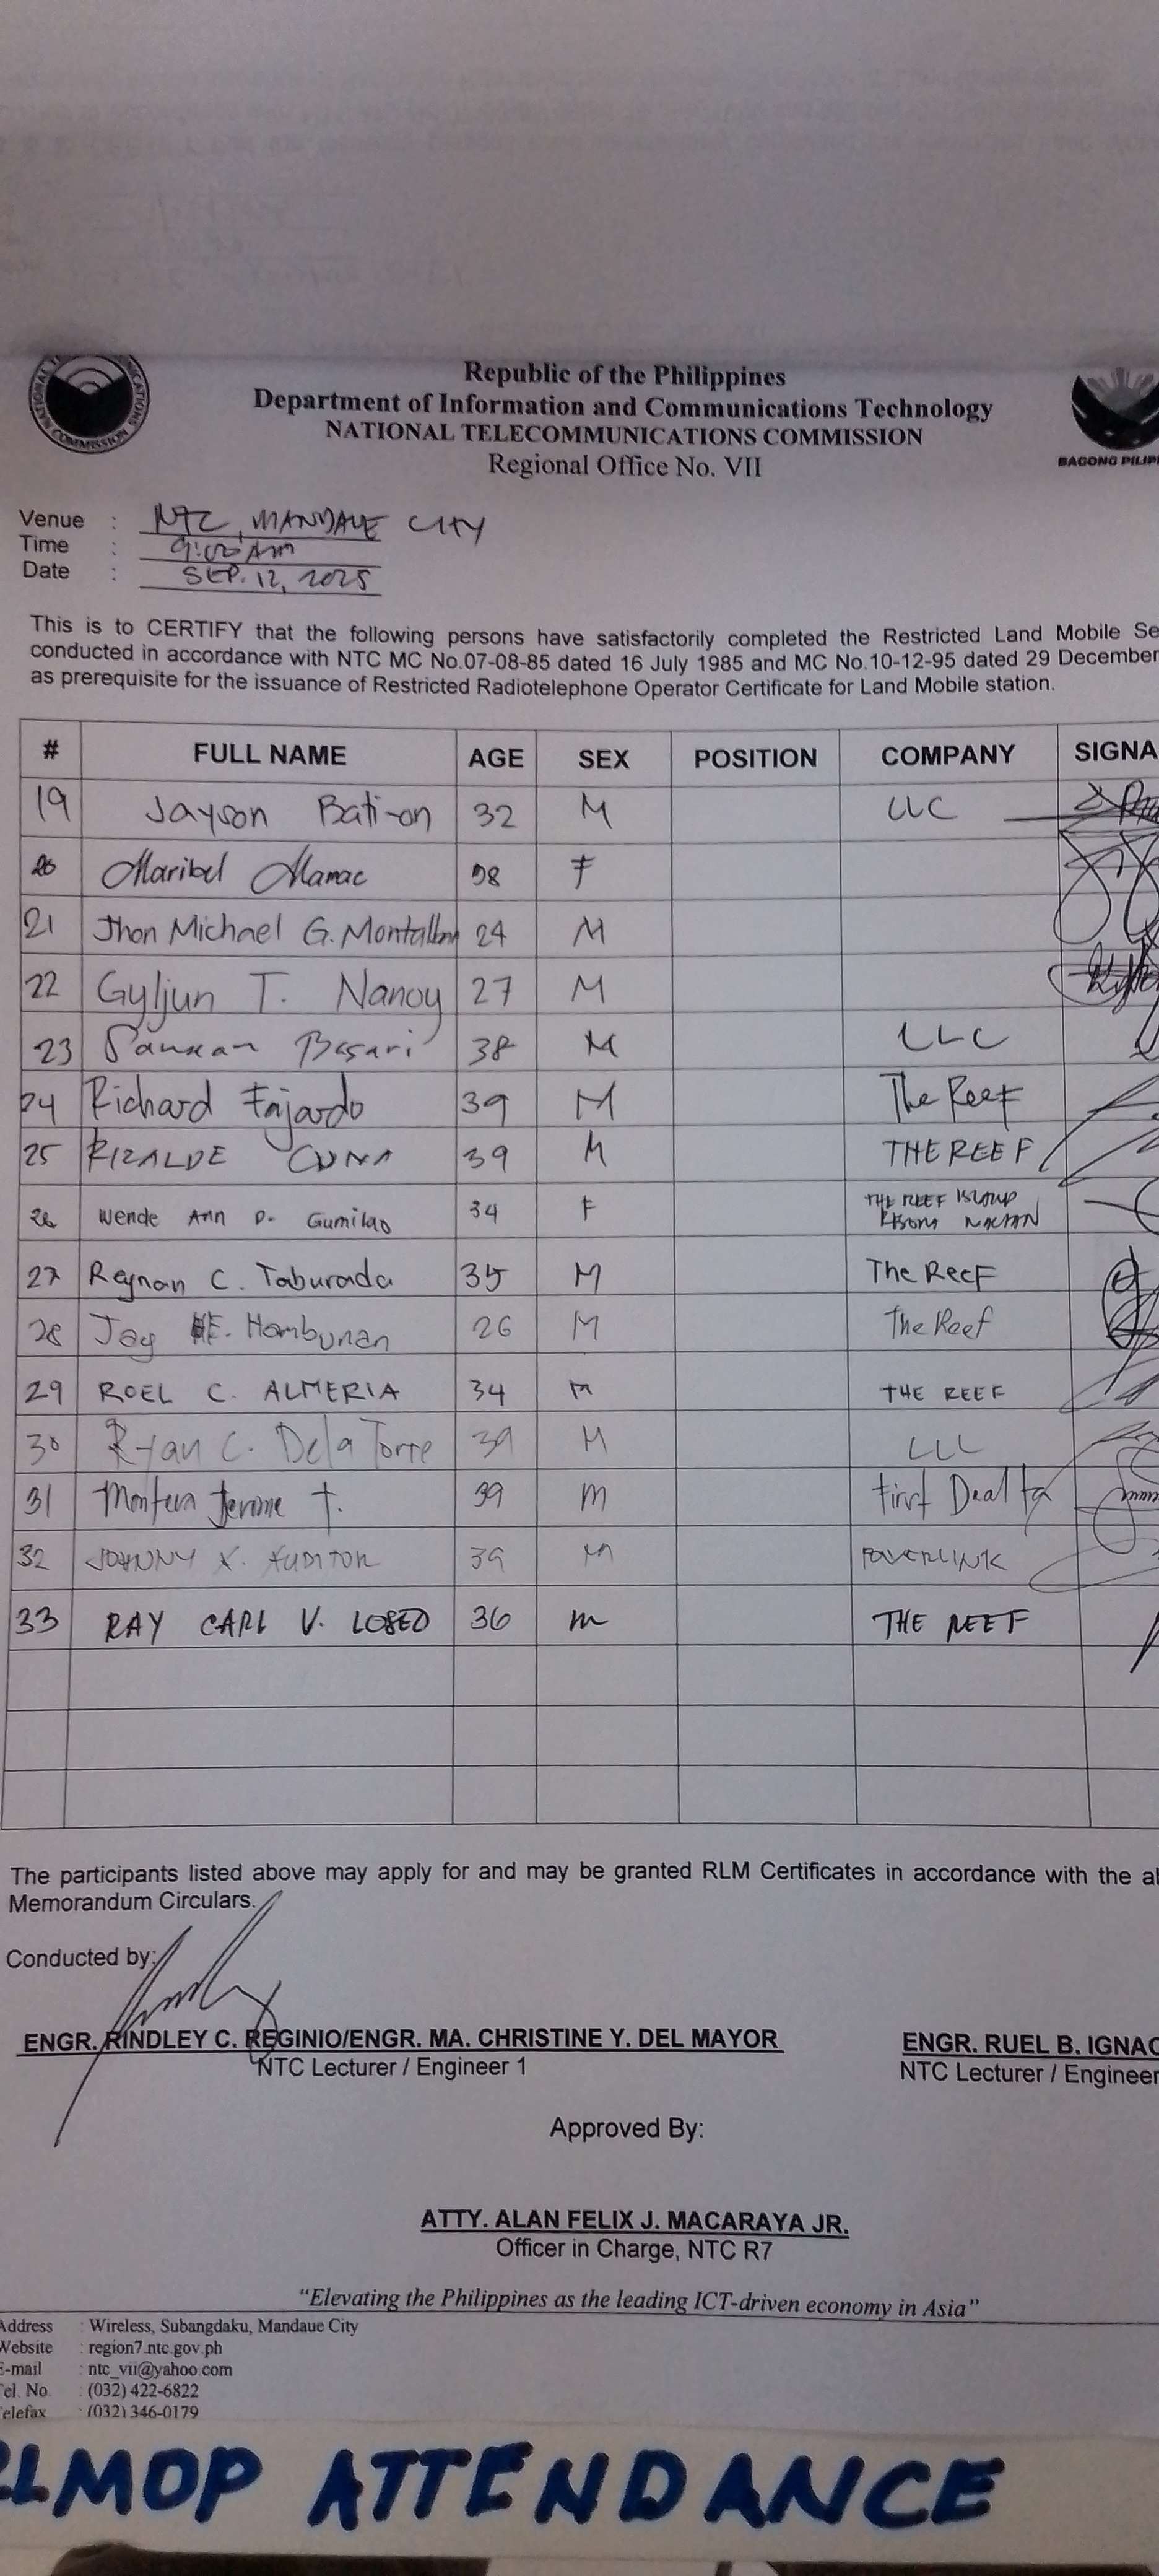 Republic of the Philippines
Department of Information and Communications Technology
NATIONAL TELECOMMUNICATIONS COMMISSION
Regional Office No. VII
COMMISSION
BAGONG PILIPI
Venue : NTC, MANDAUE CITY
Time : 9:00 AM
Date : SEP. 12, 2025
This is to CERTIFY that the following persons have satisfactorily completed the Restricted Land Mobile Se
conducted in accordance with NTC MC No.07-08-85 dated 16 July 1985 and MC No.10-12-95 dated 29 December
as prerequisite for the issuance of Restricted Radiotelephone Operator Certificate for Land Mobile station.
# FULL NAME AGE SEX POSITION COMPANY SIGNA
19 Jayson Bati-on 32 M LLC
20 Maribel Mamac F
21 Jhon Michael G. 24 M
22 Gyljun T. Nanoy 27 M
23 38 M LLC
24 Richard Fajardo 39 M The Reef
25 RIZALDE CUNA 39 M THE REEF
26 Wende Ann D. Gumilao 34 F THE REEF ISLAND
27 Reynan C. Taburada 35 M The Reef
28 Jay E. Hambunan 26 M The Reef
29 ROEL C. ALMERIA 34 M THE REEF
30 Ryan C. Dela Torre 39 M LLC
31 Jerome T. 39 m First Deal
32 JOHNNY 39 m POWERLINK
33 RAY CARL V. LOSED 36 m THE REEF
The participants listed above may apply for and may be granted RLM Certificates in accordance with the a
Memorandum Circulars.
Conducted by:
ENGR. RINDLEY C. REGINIO/ENGR. MA. CHRISTINE Y. DEL MAYOR
NTC Lecturer / Engineer 1
ENGR. RUEL B. IGNAC
NTC Lecturer / Engineer
Approved By:
ATTY. ALAN FELIX J. MACARAYA JR.
Officer in Charge, NTC R7
“Elevating the Philippines as the leading ICT-driven economy in Asia”
Address : Wireless, Subangdaku, Mandaue City
Website : region7.ntc.gov.ph
E-mail : ntc_vii@yahoo.com
Tel. No. : (032) 422-6822
Telefax : (032) 346-0179
RLMOP ATTENDANCE